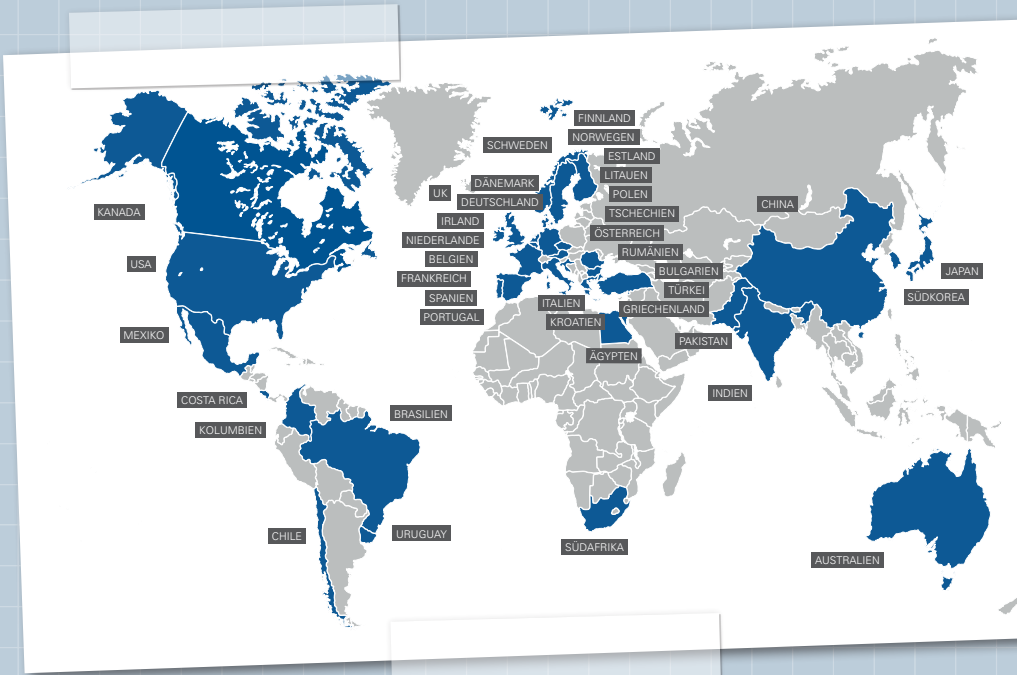 FINNLAND
NORWEGEN
SCHWEDEN
ESTLAND
LITAUEN
DÄNEMARK
UK
POLEN
DEUTSCHLAND
CHINA
KANADA
TSCHECHIEN
IRLAND
ÖSTERREICH
NIEDERLANDE
RUMÄNIEN
BELGIEN
USA
BULGARIEN
JAPAN
FRANKREICH
TÜRKEI
SPANIEN
SÜDKOREA
ITALIEN
GRIECHENLAND
PORTUGAL
KROATIEN
MEXIKO
PAKISTAN
ÄGYPTEN
INDIEN
COSTA RICA
BRASILIEN
KOLUMBIEN
CHILE
URUGUAY
SÜDAFRIKA
AUSTRALIEN